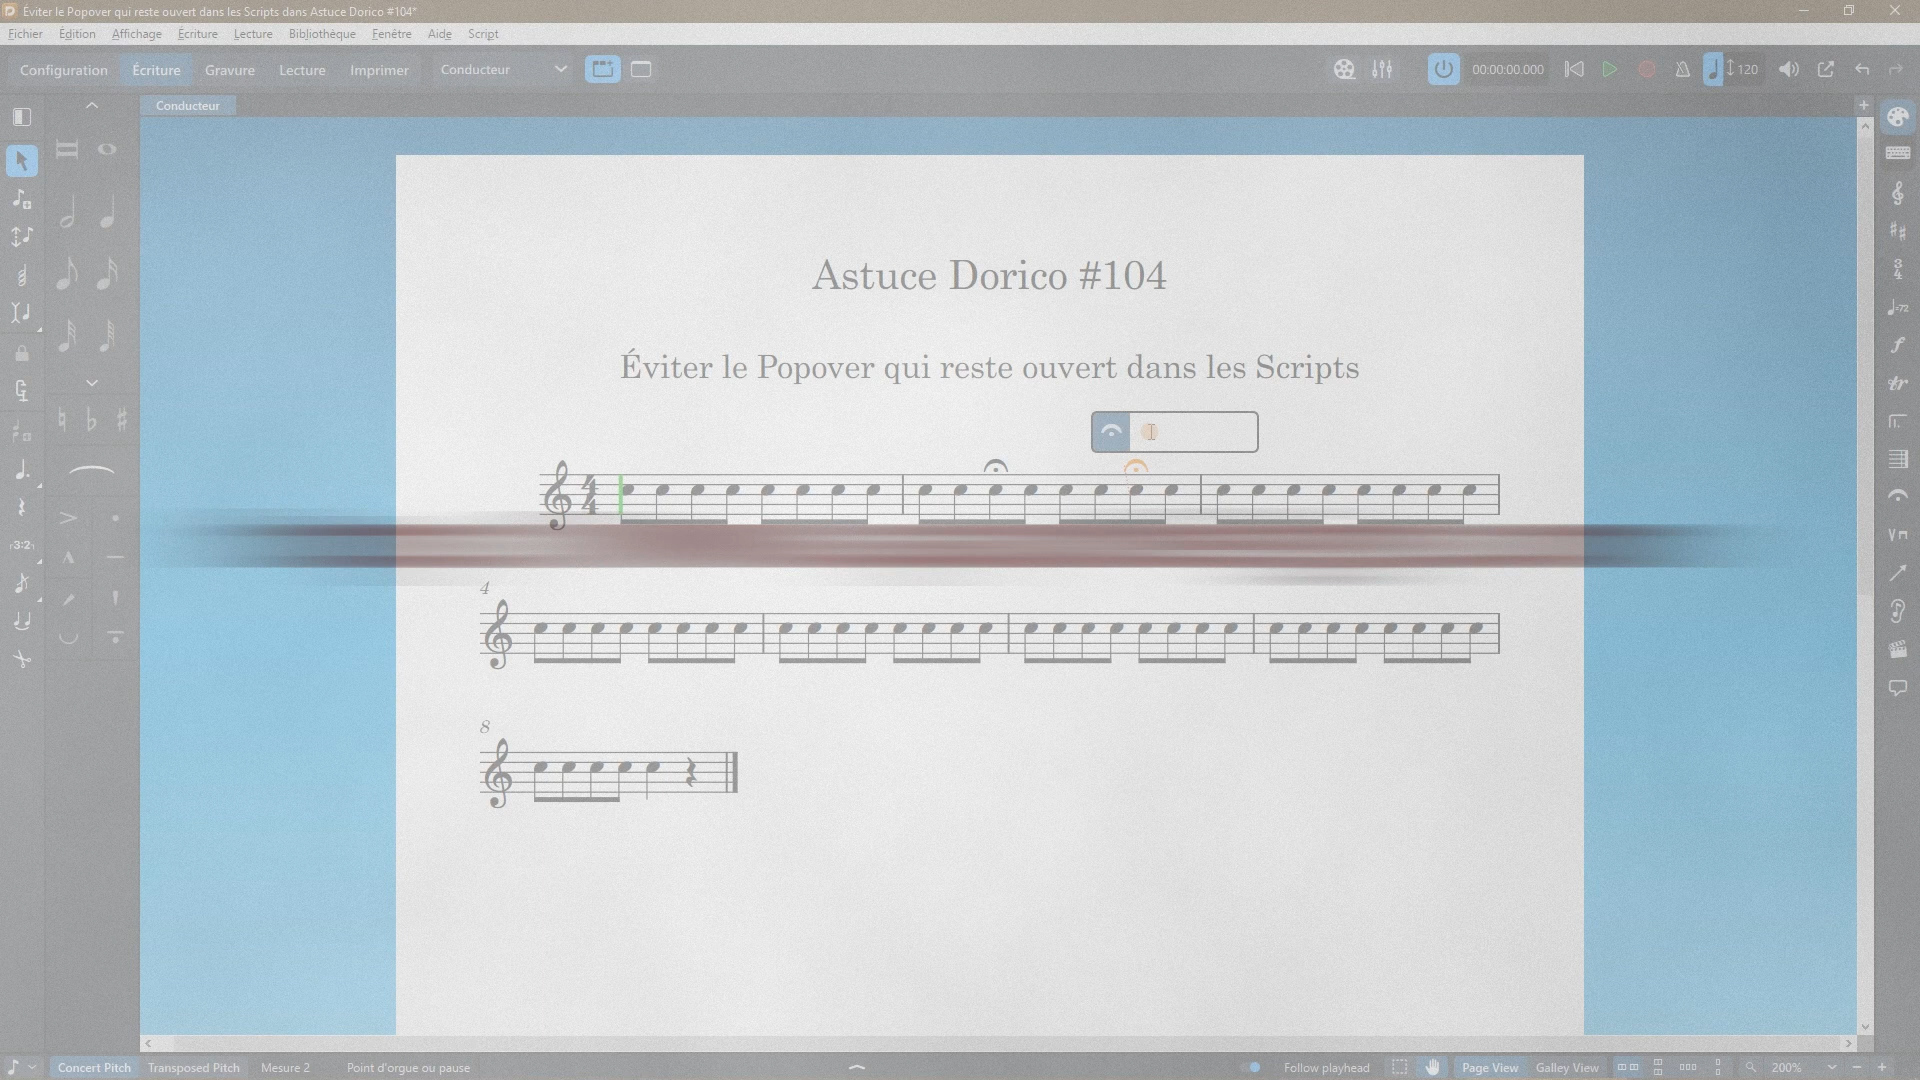 Éviter le Popover qui reste ouvert dans les Scripts dans Astuce Dorico #104*
Fichier Édition Affichage Écriture Lecture Bibliothèque Fenêtre Aide Script
Configuration Écriture Gravure Lecture Imprimer Conducteur 00:00:00.000 120
Conducteur
Astuce Dorico #104
Éviter le Popover qui reste ouvert dans les Scripts
3:2
=72
4
8
Concert Pitch Transposed Pitch Mesure 2 Point d'orgue ou pause Follow playhead Page View Galley View 200%